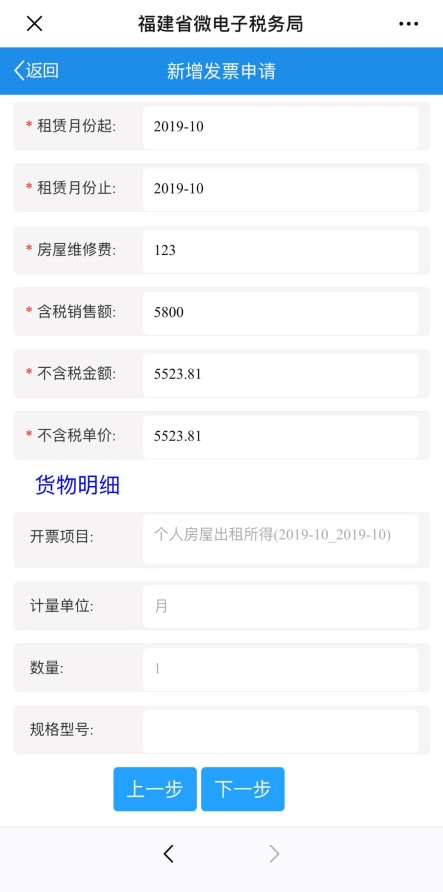 福建省微电子税务局
返回
新增发票申请
* 租赁月份起: 2019-10
* 租赁月份止: 2019-10
* 房屋维修费: 123
* 含税销售额: 5800
* 不含税金额: 5523.81
* 不含税单价: 5523.81
货物明细
开票项目: 个人房屋出租所得(2019-10_2019-10)
计量单位: 月
数量: 1
规格型号:
上一步 下一步